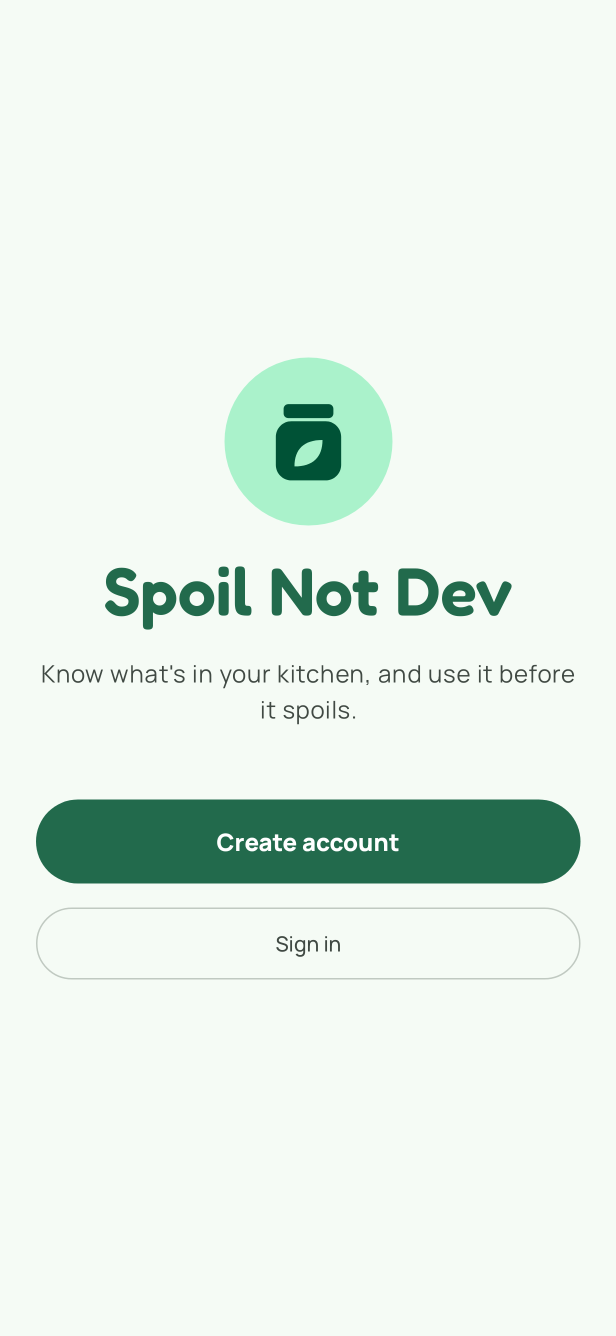 Spoil Not Dev
Know what's in your kitchen, and use it before
it spoils.
Create account
Sign in